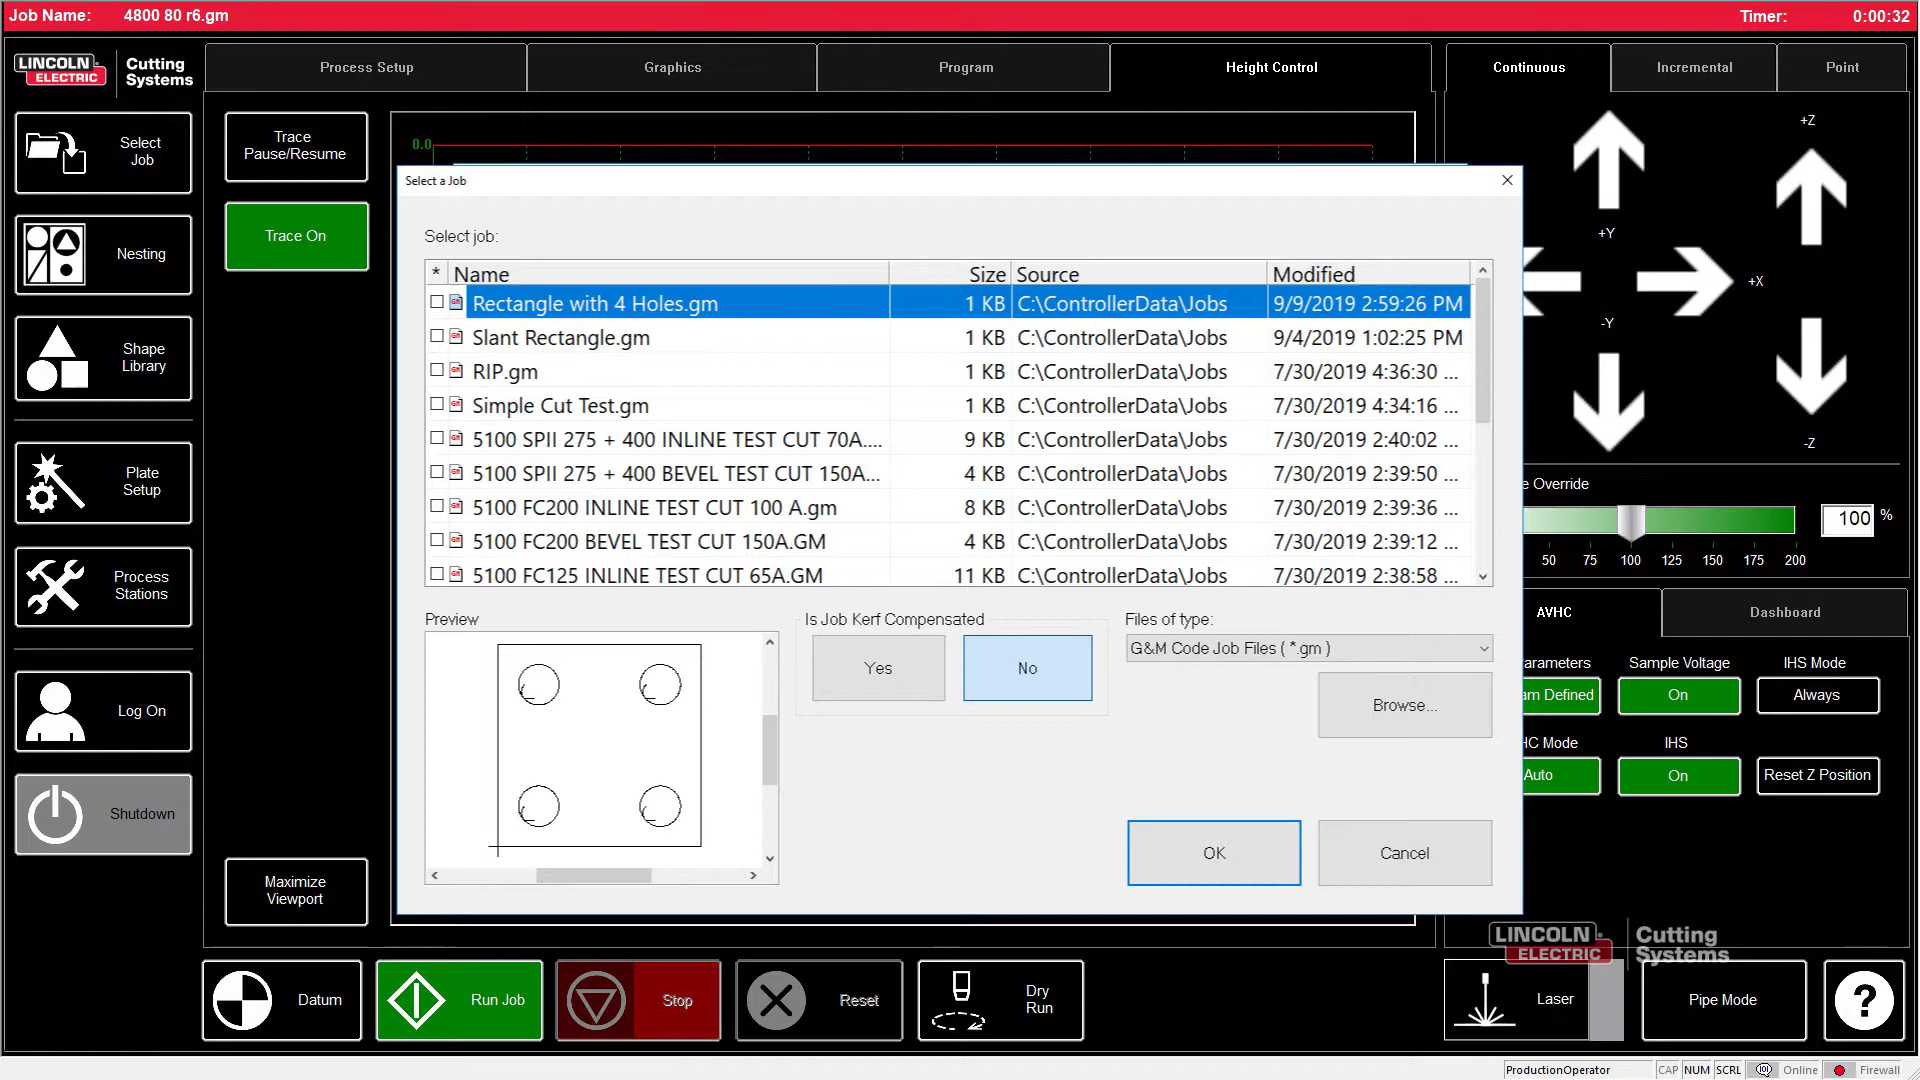 Job Name: 4800 80 r6.gm Timer: 0:00:32
LINCOLN ELECTRIC Cutting Systems
Process Setup Graphics Program Height Control Continuous Incremental Point
Select Job
Nesting
Shape Library
Plate Setup
Process Stations
Log On
Shutdown
Trace Pause/Resume
Trace On
Maximize Viewport
0.0
Select a Job
Select job:
* Name Size Source Modified
Rectangle with 4 Holes.gm 1 KB C:\ControllerData\Jobs 9/9/2019 2:59:26 PM
Slant Rectangle.gm 1 KB C:\ControllerData\Jobs 9/4/2019 1:02:25 PM
RIP.gm 1 KB C:\ControllerData\Jobs 7/30/2019 4:36:30 ...
Simple Cut Test.gm 1 KB C:\ControllerData\Jobs 7/30/2019 4:34:16 ...
5100 SPII 275 + 400 INLINE TEST CUT 70A.... 9 KB C:\ControllerData\Jobs 7/30/2019 2:40:02 ...
5100 SPII 275 + 400 BEVEL TEST CUT 150A... 4 KB C:\ControllerData\Jobs 7/30/2019 2:39:50 ...
5100 FC200 INLINE TEST CUT 100 A.gm 8 KB C:\ControllerData\Jobs 7/30/2019 2:39:36 ...
5100 FC200 BEVEL TEST CUT 150A.GM 4 KB C:\ControllerData\Jobs 7/30/2019 2:39:12 ...
5100 FC125 INLINE TEST CUT 65A.GM 11 KB C:\ControllerData\Jobs 7/30/2019 2:38:58 ...
Preview
Is Job Kerf Compensated
Yes No
Files of type:
G&M Code Job Files ( *.gm )
Browse...
OK Cancel
+Z
+Y
+X
-Y
-Z
e Override
100 %
50 75 100 125 150 175 200
AVHC Dashboard
arameters Sample Voltage IHS Mode
am Defined On Always
HC Mode IHS
Auto On Reset Z Position
LINCOLN ELECTRIC Cutting Systems
Datum Run Job Stop Reset Dry Run Laser Pipe Mode ?
ProductionOperator CAP NUM SCRL Online Firewall